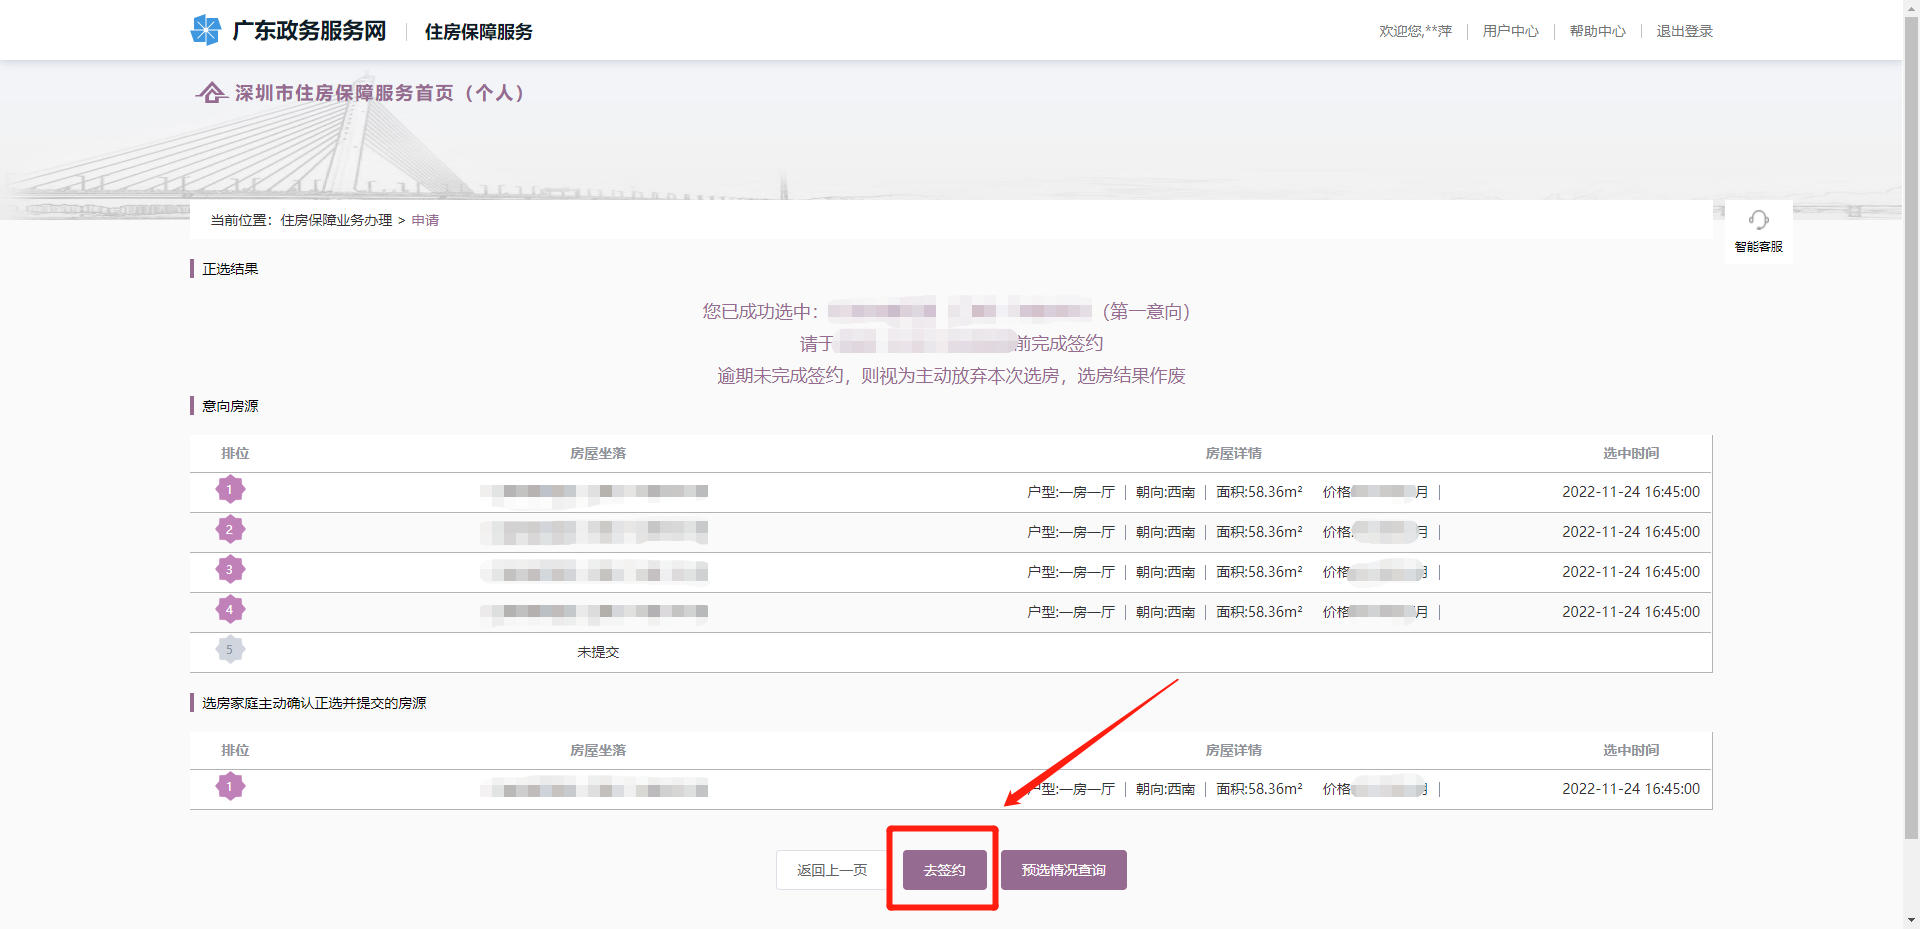 广东政务服务网 住房保障服务 欢迎您,**萍 用户中心 帮助中心 退出登录
深圳市住房保障服务首页（个人）
当前位置：住房保障业务办理 > 申请
智能客服
正选结果
您已成功选中： （第一意向）
请于 前完成签约
逾期未完成签约，则视为主动放弃本次选房，选房结果作废
意向房源
排位 房屋坐落 房屋详情 选中时间
1 户型:一房一厅 | 朝向:西南 | 面积:58.36m² 价格 月 | 2022-11-24 16:45:00
2 户型:一房一厅 | 朝向:西南 | 面积:58.36m² 价格 月 | 2022-11-24 16:45:00
3 户型:一房一厅 | 朝向:西南 | 面积:58.36m² 价格 月 | 2022-11-24 16:45:00
4 户型:一房一厅 | 朝向:西南 | 面积:58.36m² 价格 月 | 2022-11-24 16:45:00
5 未提交
选房家庭主动确认正选并提交的房源
排位 房屋坐落 房屋详情 选中时间
1 户型:一房一厅 | 朝向:西南 | 面积:58.36m² 价格 月 | 2022-11-24 16:45:00
返回上一页 去签约 预选情况查询